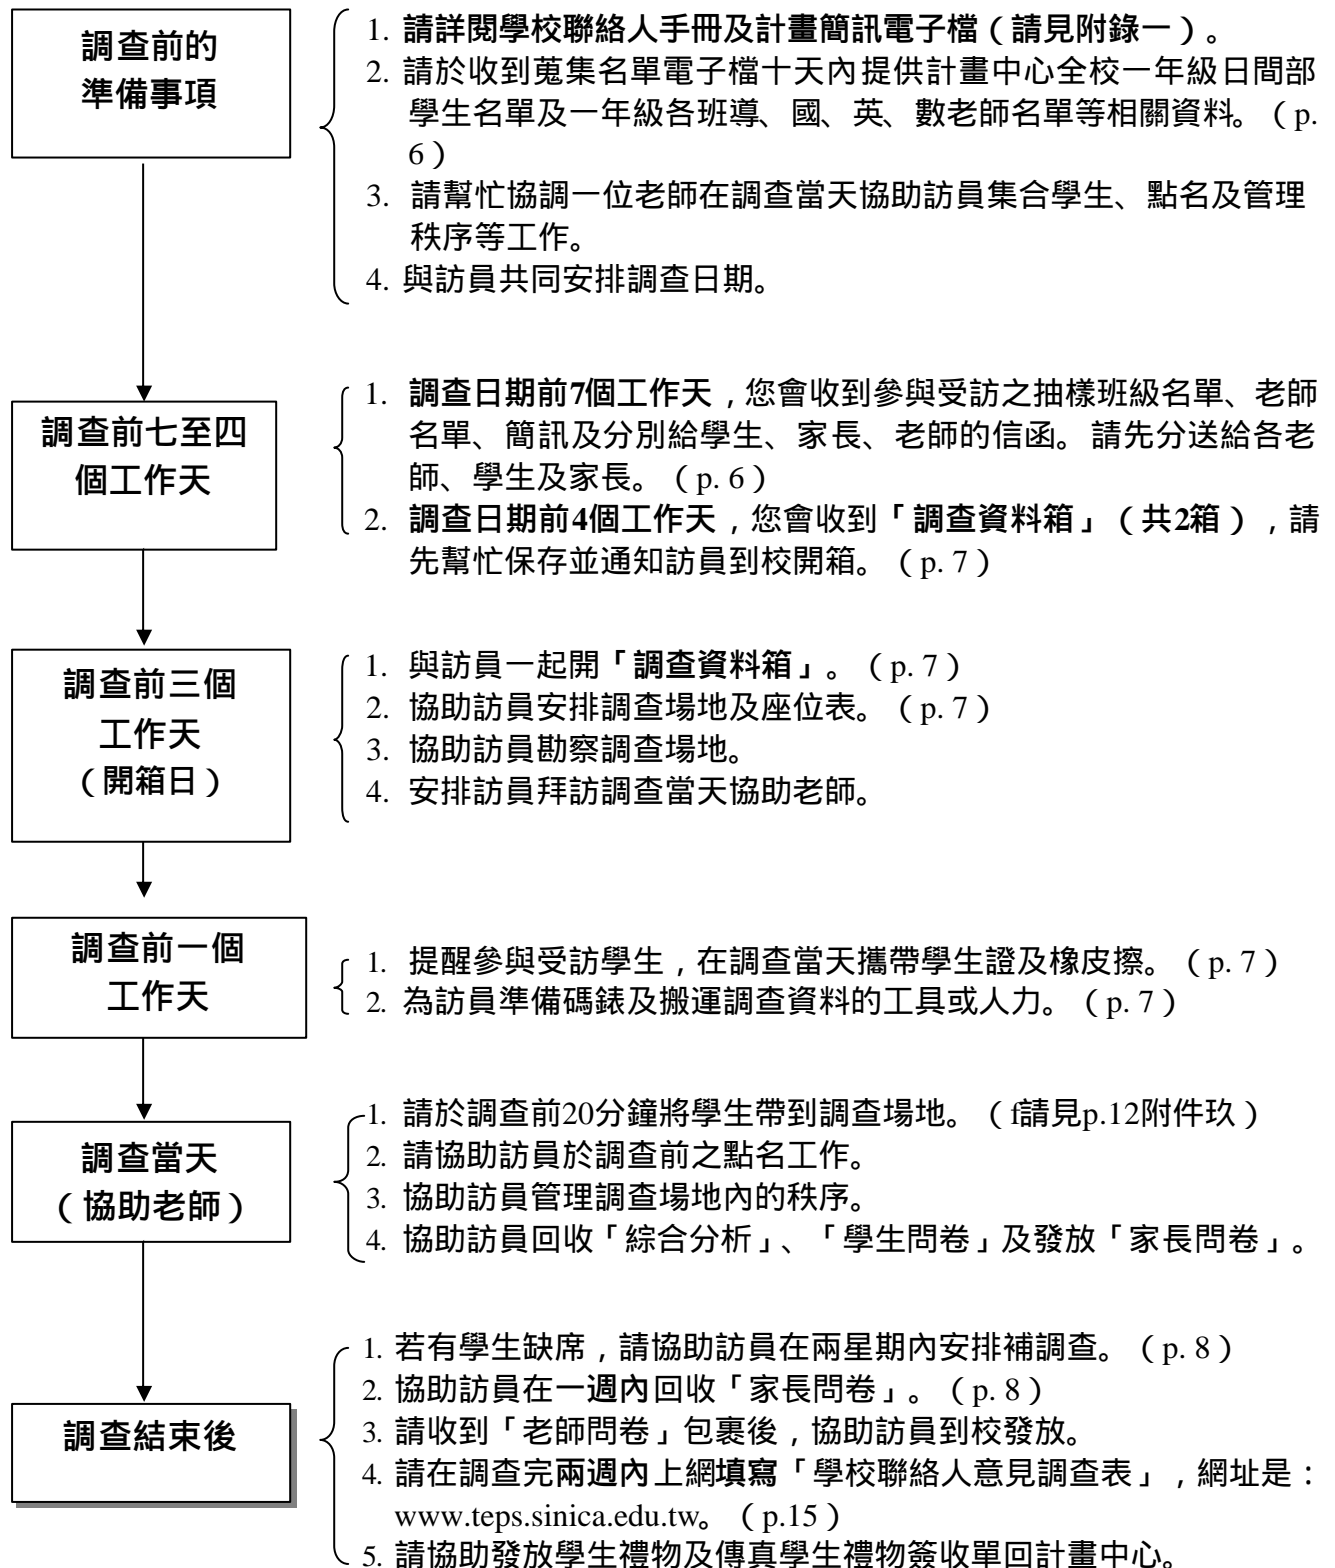 調查前的
準備事項
1. 請詳閱學校聯絡人手冊及計畫簡訊電子檔（請見附錄一）。
2. 請於收到蒐集名單電子檔十天內提供計畫中心全校一年級日間部
學生名單及一年級各班導、國、英、數老師名單等相關資料。（p.
6）
3. 請幫忙協調一位老師在調查當天協助訪員集合學生、點名及管理
秩序等工作。
4. 與訪員共同安排調查日期。
調查前七至四
個工作天
1. 調查日期前7個工作天，您會收到參與受訪之抽樣班級名單、老師
名單、簡訊及分別給學生、家長、老師的信函。請先分送給各老
師、學生及家長。（p. 6）
2. 調查日期前4個工作天，您會收到「調查資料箱」（共2箱），請
先幫忙保存並通知訪員到校開箱。（p. 7）
調查前三個
工作天
（開箱日）
1. 與訪員一起開「調查資料箱」。（p. 7）
2. 協助訪員安排調查場地及座位表。（p. 7）
3. 協助訪員勘察調查場地。
4. 安排訪員拜訪調查當天協助老師。
調查前一個
工作天
1. 提醒參與受訪學生，在調查當天攜帶學生證及橡皮擦。（p. 7）
2. 為訪員準備碼錶及搬運調查資料的工具或人力。（p. 7）
調查當天
（協助老師）
1. 請於調查前20分鐘將學生帶到調查場地。（f請見p.12附件玖）
2. 請協助訪員於調查前之點名工作。
3. 協助訪員管理調查場地內的秩序。
4. 協助訪員回收「綜合分析」、「學生問卷」及發放「家長問卷」。
調查結束後
1. 若有學生缺席，請協助訪員在兩星期內安排補調查。（p. 8）
2. 協助訪員在一週內回收「家長問卷」。（p. 8）
3. 請收到「老師問卷」包裹後，協助訪員到校發放。
4. 請在調查完兩週內上網填寫「學校聯絡人意見調查表」，網址是：
www.teps.sinica.edu.tw。（p.15）
5. 請協助發放學生禮物及傳真學生禮物簽收單回計畫中心。